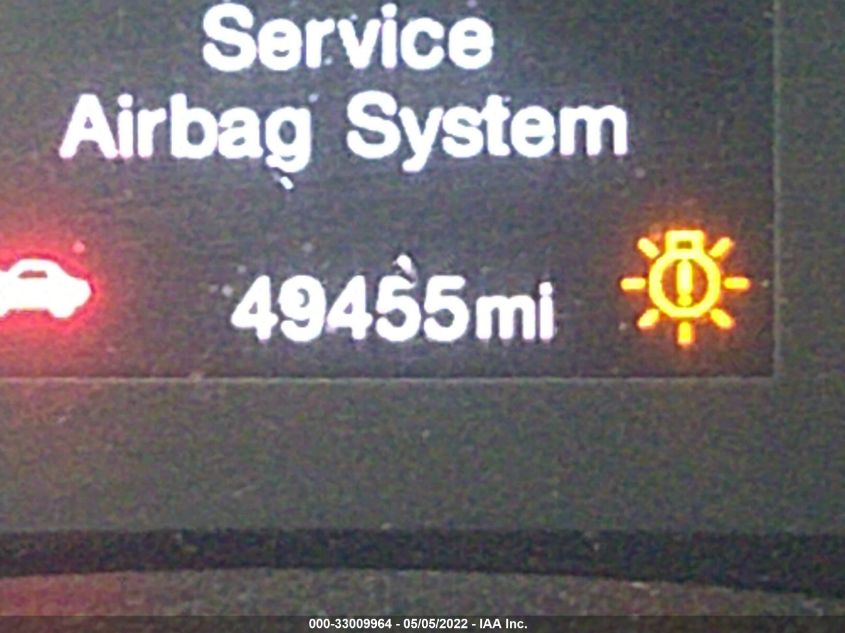 Service
Airbag System
49455mi
000-33009964 - 05/05/2022 - IAA Inc.